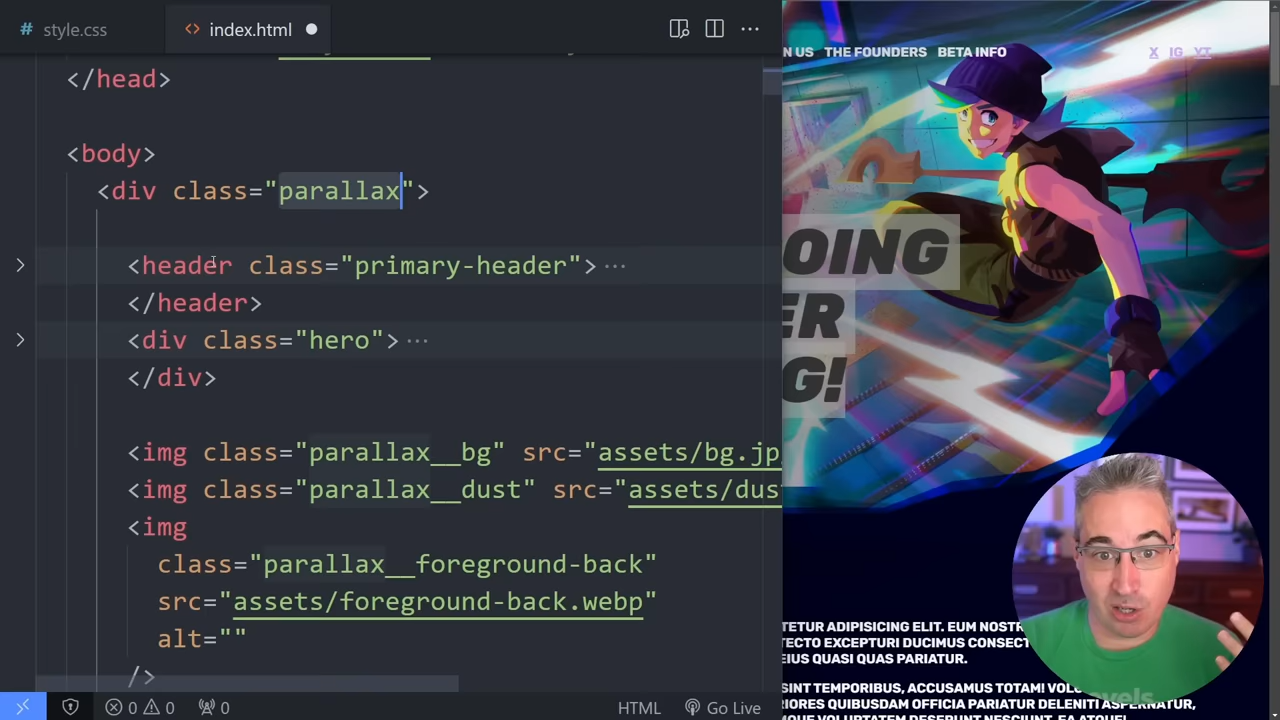 style.css
index.html
</head>
<body>
<div class="parallax">
<header class="primary-header"> ···
</header>
<div class="hero"> ···
</div>
<img class="parallax__bg" src="assets/bg.jp
<img class="parallax__dust" src="assets/dus
<img
class="parallax__foreground-back"
src="assets/foreground-back.webp"
alt=""
/>
0 0 0 HTML Go Live
N US THE FOUNDERS BETA INFO X IG YT
OING
ER
G!
TETUR ADIPISICING ELIT. EUM NOSTR
TECTO EXCEPTURI DUCIMUS CONSECT
EIUS QUASI QUAS PARIATUR.
SINT TEMPORIBUS, ACCUSAMUS TOTAM! VOLU
RIORES QUIBUSDAM OFFICIA PARIATUR DELENITI ASPERNATUR,